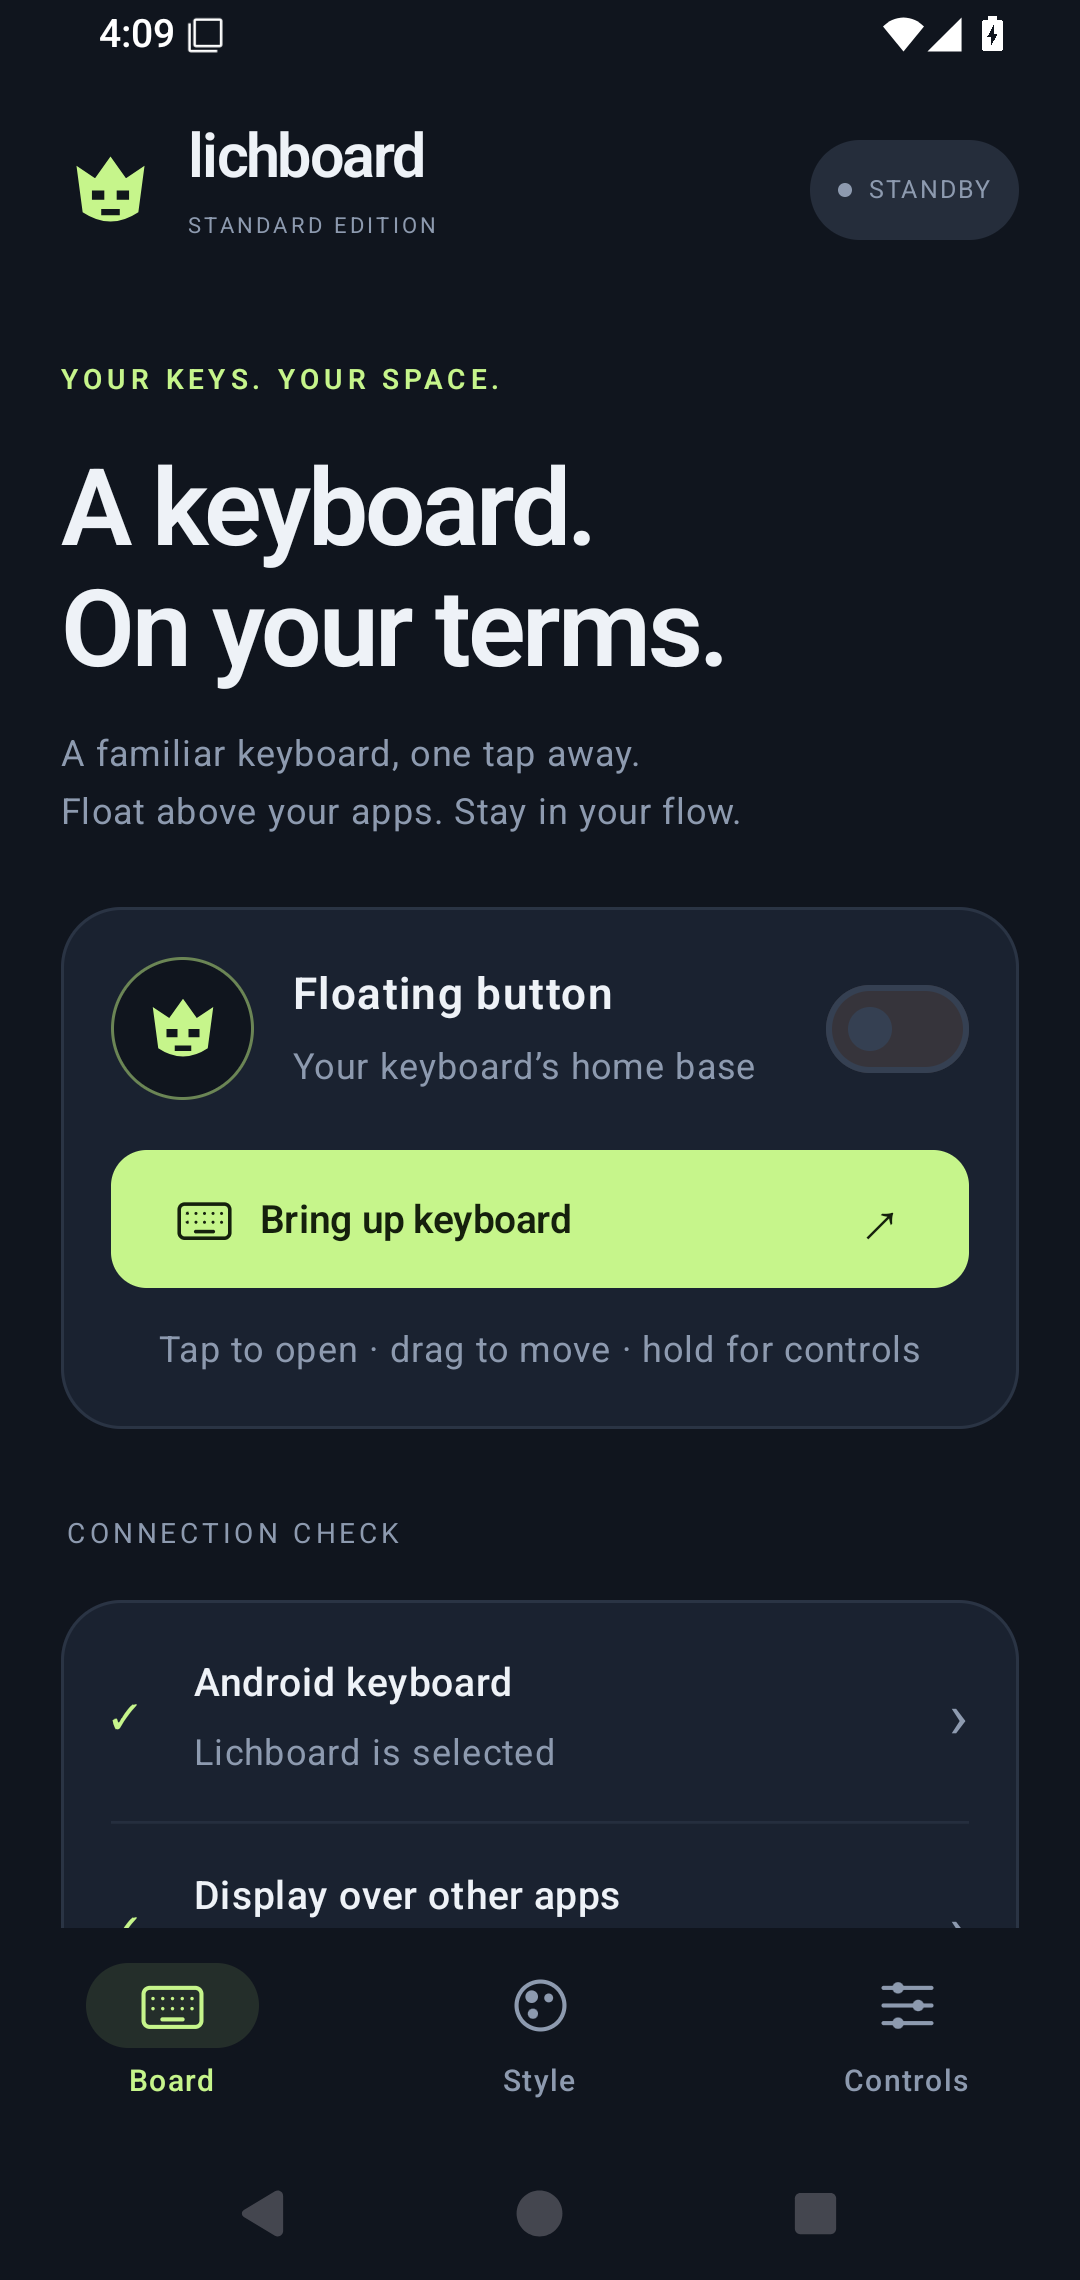 4:09
lichboard
STANDARD EDITION
STANDBY
YOUR KEYS. YOUR SPACE.
A keyboard.
On your terms.
A familiar keyboard, one tap away.
Float above your apps. Stay in your flow.
Floating button
Your keyboard’s home base
Bring up keyboard ↗
Tap to open · drag to move · hold for controls
CONNECTION CHECK
✓ Android keyboard ›
Lichboard is selected
Display over other apps
Board
Style
Controls